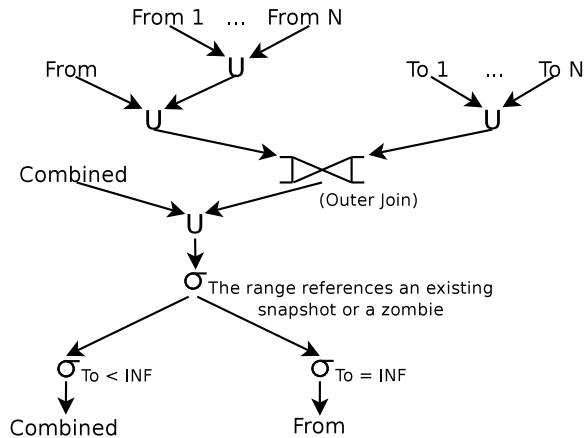 From 1 ... From N
From U To 1 ... To N
U U
(Outer Join)
Combined
U
σ The range references an existing
snapshot or a zombie
σ To < INF σ To = INF
Combined From